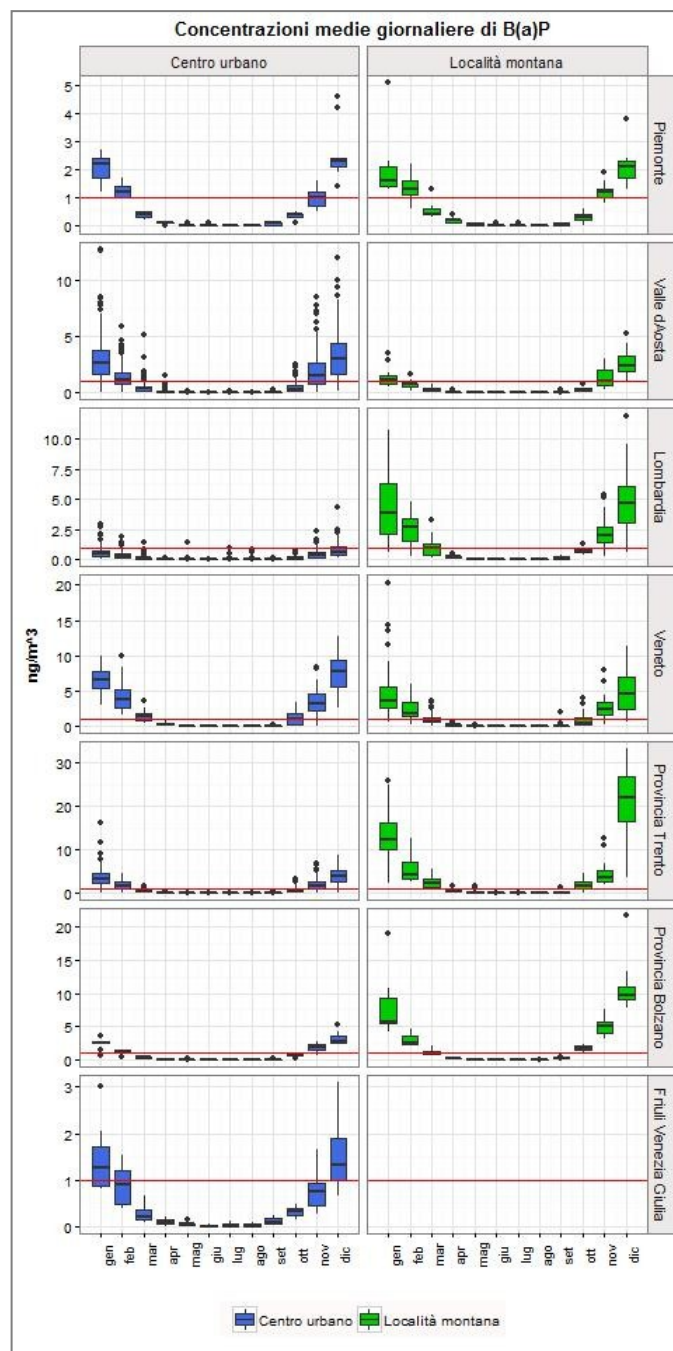 Concentrazioni medie giornaliere di B(a)P
Centro urbano Località montana
5
4
3
2
1
0
Piemonte
10
5
0
Valle dAosta
10.0
7.5
5.0
2.5
0.0
Lombardia
20
15
10
5
0
Veneto
30
20
10
0
Provincia Trento
20
15
10
5
0
Provincia Bolzano
3
2
1
0
Friuli Venezia Giulia
ng/m^3
gen feb mar apr mag giu lug ago set ott nov dic gen feb mar apr mag giu lug ago set ott nov dic
Centro urbano Località montana